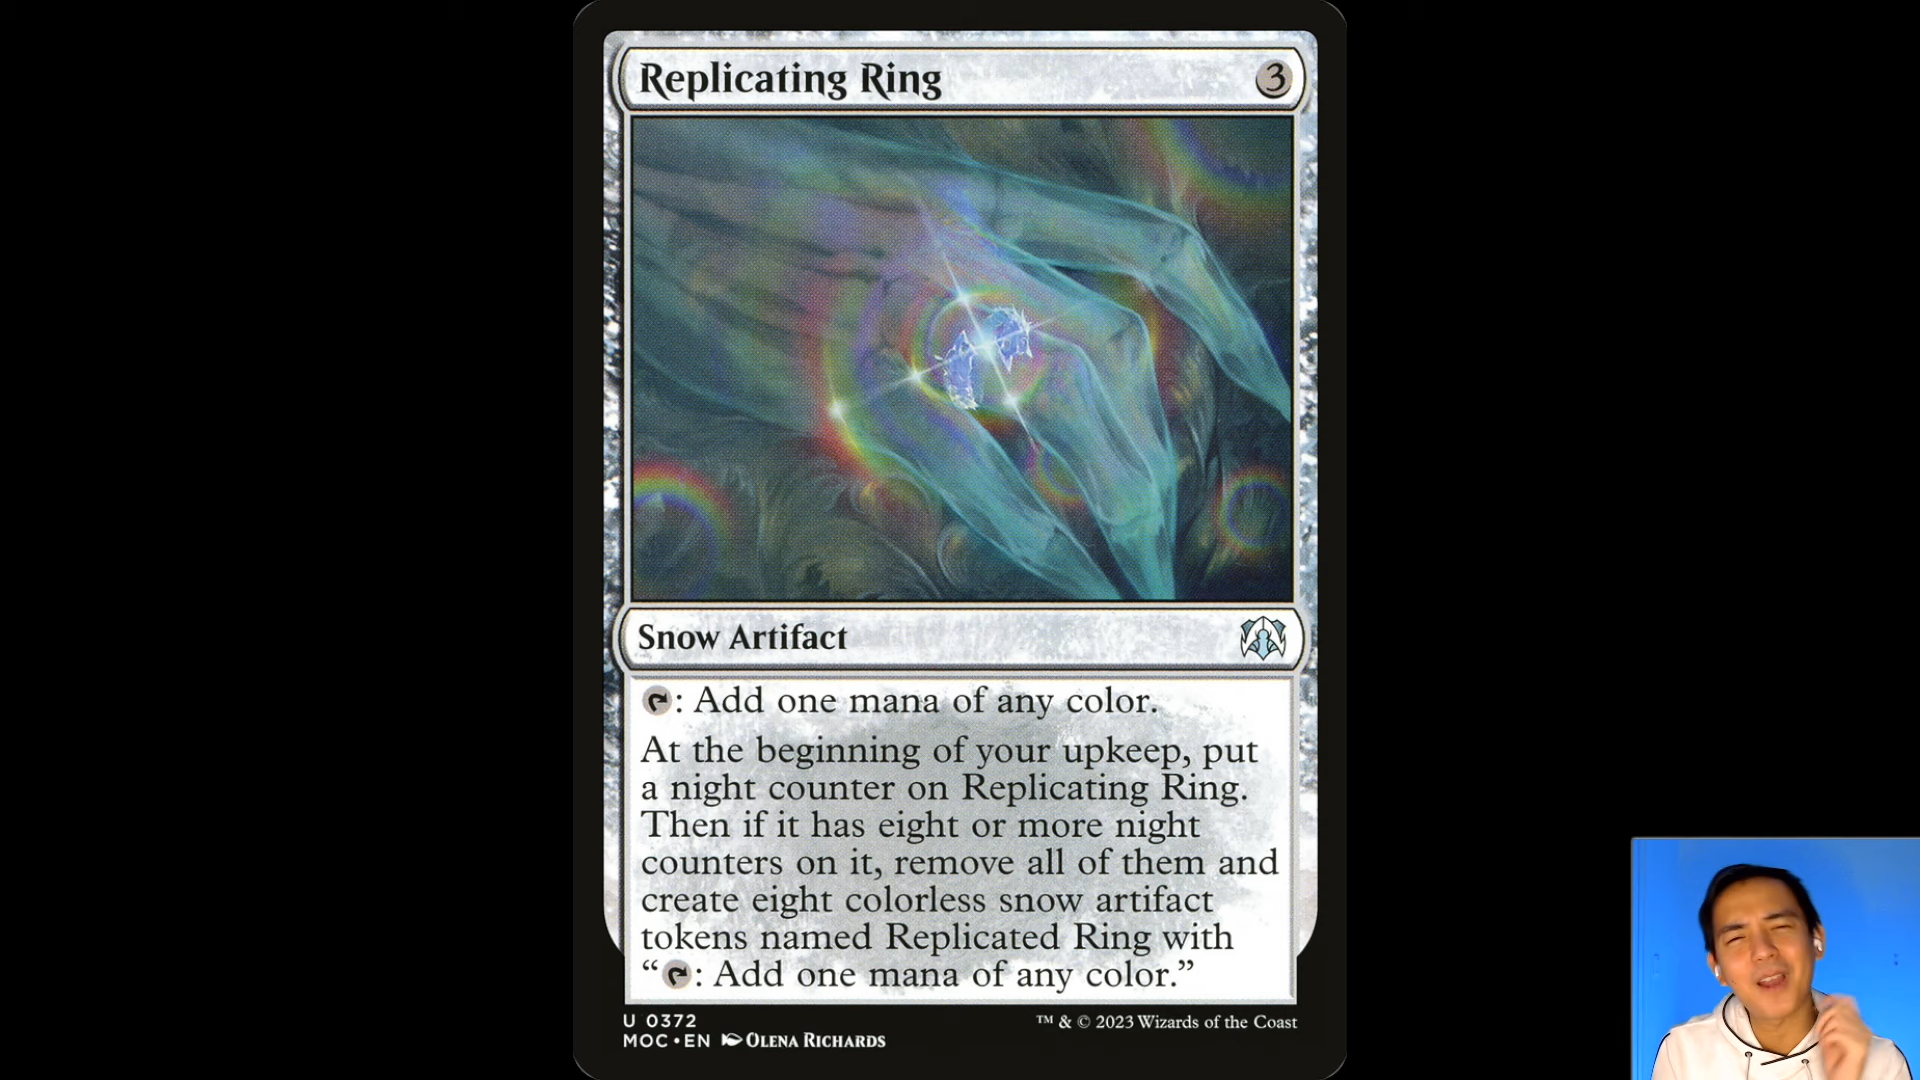 Replicating Ring 3
Snow Artifact
: Add one mana of any color.
At the beginning of your upkeep, put
a night counter on Replicating Ring.
Then if it has eight or more night
counters on it, remove all of them and
create eight colorless snow artifact
tokens named Replicated Ring with
“: Add one mana of any color.”
U 0372
™ & © 2023 Wizards of the Coast
MOC • EN Olena Richards